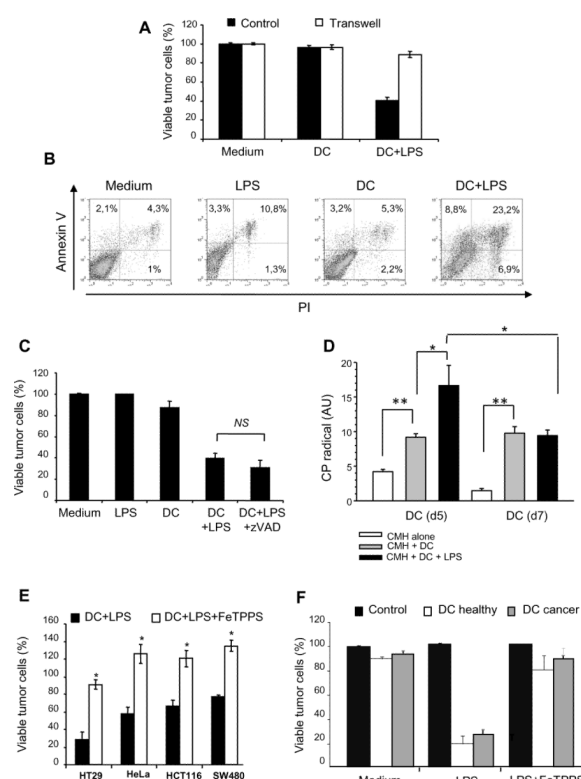 A
Control Transwell
Viable tumor cells (%)
120
100
80
60
40
20
0
Medium DC DC+LPS
B
Medium LPS DC DC+LPS
Annexin V
2,1% 4,3% 3,3% 10,8% 3,2% 5,3% 8,8% 23,2%
1% 1,3% 2,2% 6,9%
PI
C
Viable tumor cells (%)
120
100
80
60
40
20
0
NS
Medium LPS DC DC DC+LPS
+LPS +zVAD
D
CP radical (AU)
20
15
10
5
0
** * ** *
DC (d5) DC (d7)
CMH alone
CMH + DC
CMH + DC + LPS
E
DC+LPS DC+LPS+FeTPPS
Viable tumor cells (%)
160
140
120
100
80
60
40
20
0
* * * *
HT29 HeLa HCT116 SW480
F
Control DC healthy DC cancer
Viable tumor cells (%)
120
100
80
60
40
20
Medium LPS LPS+FeTPPS